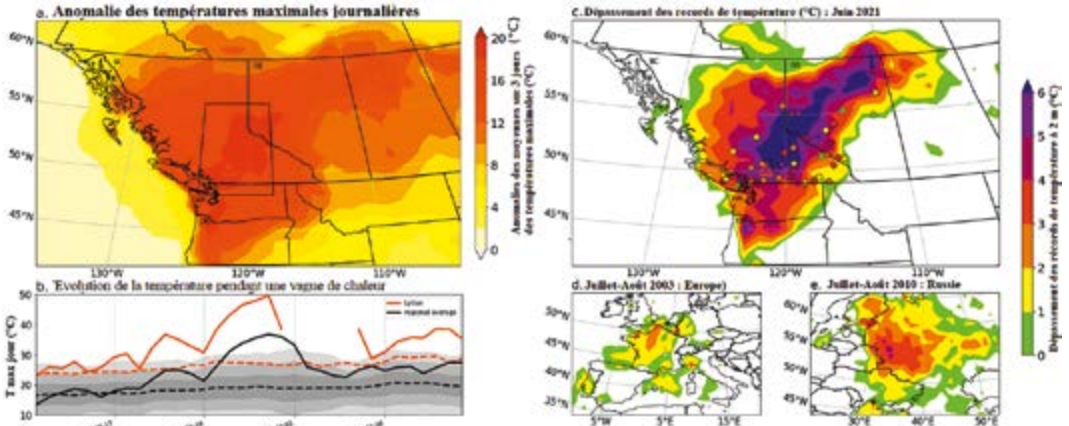 a. Anomalie des températures maximales journalières
60°N
55°N
50°N
45°N
130°W
120°W
110°W
20
16
12
8
4
0
Anomalies des moyennes sur 3 jours
des températures maximales (°C)
c. Dépassement des records de température (°C) : Juin 2021
60°N
55°N
50°N
45°N
BC
130°W
120°W
110°W
6
5
4
3
2
1
0
Dépassement des records de température à 2 m (°C)
b. Evolution de la température pendant une vague de chaleur
T max jour (°C)
50
40
30
20
10
Lytton
regional average
d. Juillet-Août 2003 : Europe)
50°N
45°N
40°N
35°N
5°W
5°E
15°E
e. Juillet-Août 2010 : Russie
60°N
55°N
50°N
45°N
30°E
40°E
50°E